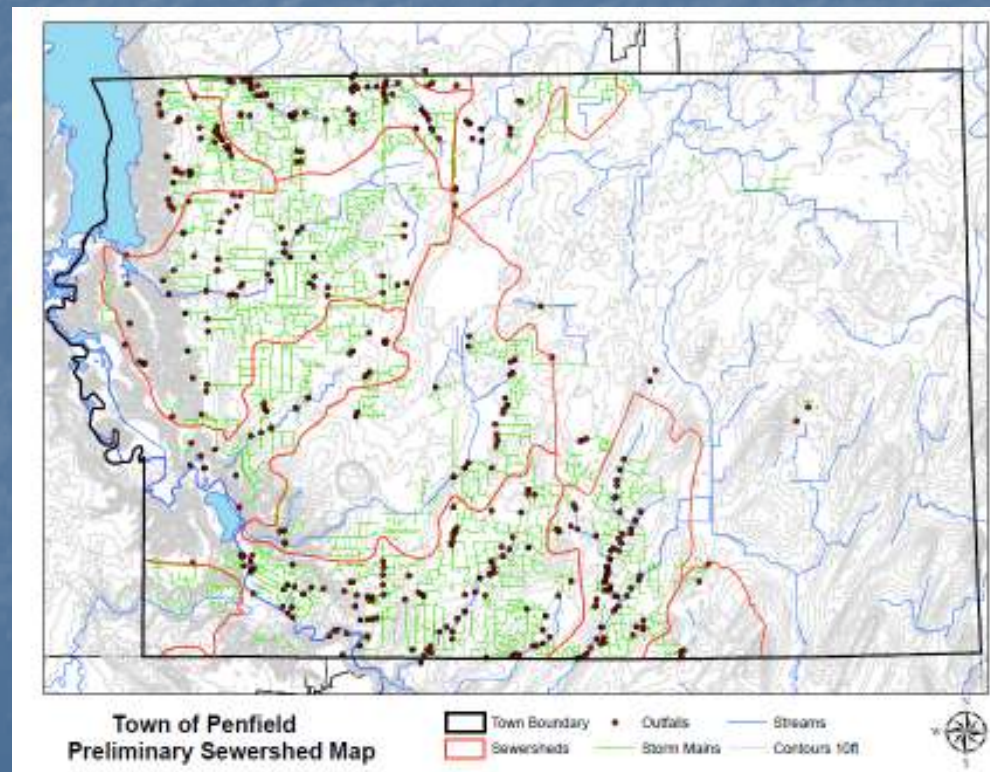 Town of Penfield
Preliminary Sewershed Map
Town Boundary
Outfalls
Streams
Sewersheds
Storm Mains
Contours 10ft
W
S